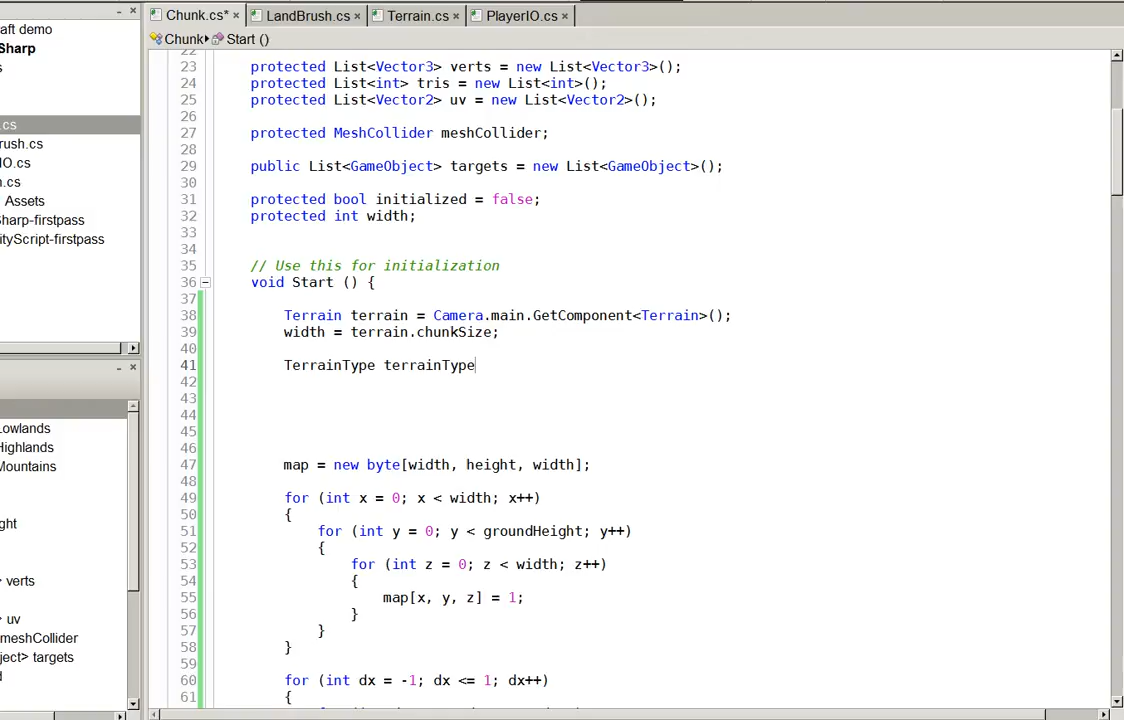 Chunk.cs* × LandBrush.cs × Terrain.cs × PlayerIO.cs ×
Chunk Start ()
aft demo
Sharp
s
.cs
rush.cs
IO.cs
n.cs
Assets
Sharp-firstpass
ityScript-firstpass
Lowlands
Highlands
Mountains
ght
> verts
> uv
meshCollider
ject> targets
d
22
23 protected List<Vector3> verts = new List<Vector3>();
24 protected List<int> tris = new List<int>();
25 protected List<Vector2> uv = new List<Vector2>();
26
27 protected MeshCollider meshCollider;
28
29 public List<GameObject> targets = new List<GameObject>();
30
31 protected bool initialized = false;
32 protected int width;
33
34
35 // Use this for initialization
36 void Start () {
37
38 Terrain terrain = Camera.main.GetComponent<Terrain>();
39 width = terrain.chunkSize;
40
41 TerrainType terrainType
42
43
44
45
46
47 map = new byte[width, height, width];
48
49 for (int x = 0; x < width; x++)
50 {
51 for (int y = 0; y < groundHeight; y++)
52 {
53 for (int z = 0; z < width; z++)
54 {
55 map[x, y, z] = 1;
56 }
57 }
58 }
59
60 for (int dx = -1; dx <= 1; dx++)
61 {